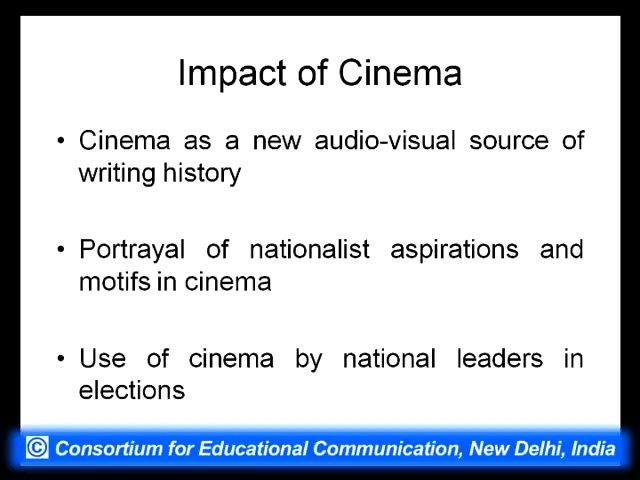 Impact of Cinema
• Cinema as a new audio-visual source of
writing history
• Portrayal of nationalist aspirations and
motifs in cinema
• Use of cinema by national leaders in
elections
© Consortium for Educational Communication, New Delhi, India